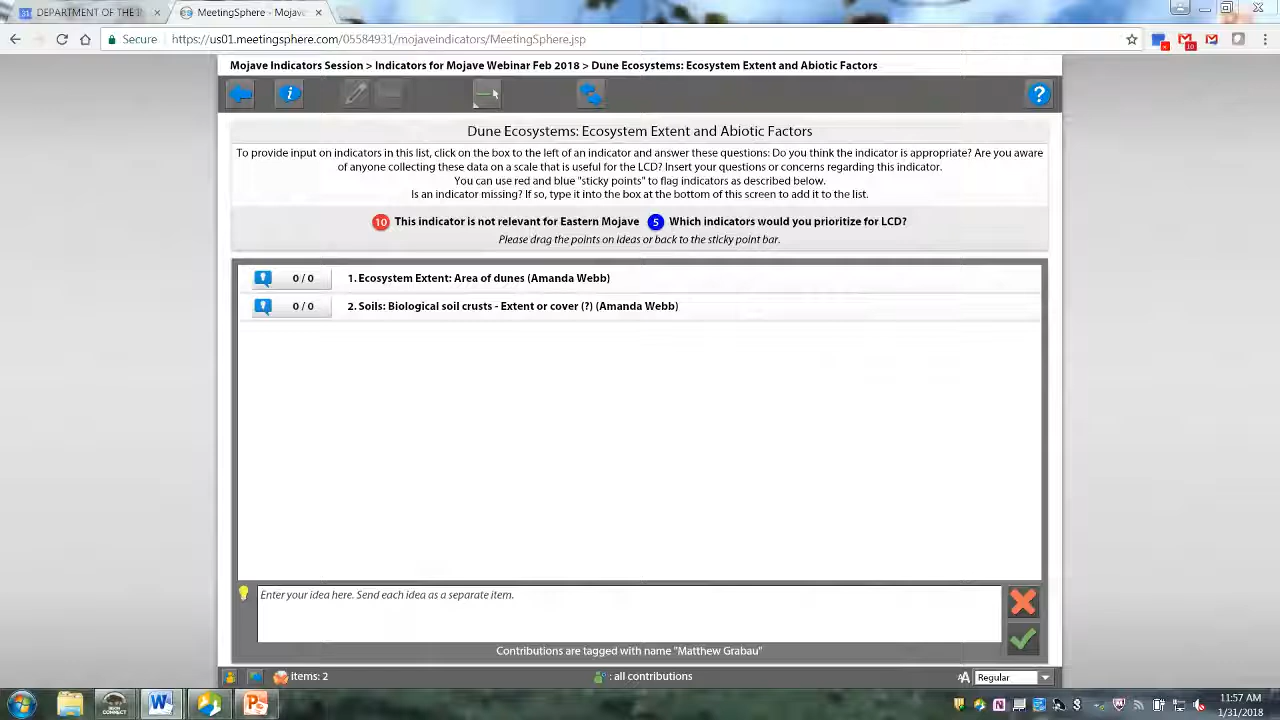 31 DEPARTMENT OF THE I
MeetingSphere - Mojave
Secure https://us01.meetingsphere.com/05584931/mojaveindicators/MeetingSphere.jsp
10
Mojave Indicators Session > Indicators for Mojave Webinar Feb 2018 > Dune Ecosystems: Ecosystem Extent and Abiotic Factors
Dune Ecosystems: Ecosystem Extent and Abiotic Factors
To provide input on indicators in this list, click on the box to the left of an indicator and answer these questions: Do you think the indicator is appropriate? Are you aware
of anyone collecting these data on a scale that is useful for the LCD? Insert your questions or concerns regarding this indicator.
You can use red and blue "sticky points" to flag indicators as described below.
Is an indicator missing? If so, type it into the box at the bottom of this screen to add it to the list.
10 This indicator is not relevant for Eastern Mojave 5 Which indicators would you prioritize for LCD?
Please drag the points on ideas or back to the sticky point bar.
0 / 0 1. Ecosystem Extent: Area of dunes (Amanda Webb)
0 / 0 2. Soils: Biological soil crusts - Extent or cover (?) (Amanda Webb)
Enter your idea here. Send each idea as a separate item.
Contributions are tagged with name "Matthew Grabau"
items: 2 : all contributions AA Regular
11:57 AM
1/31/2018